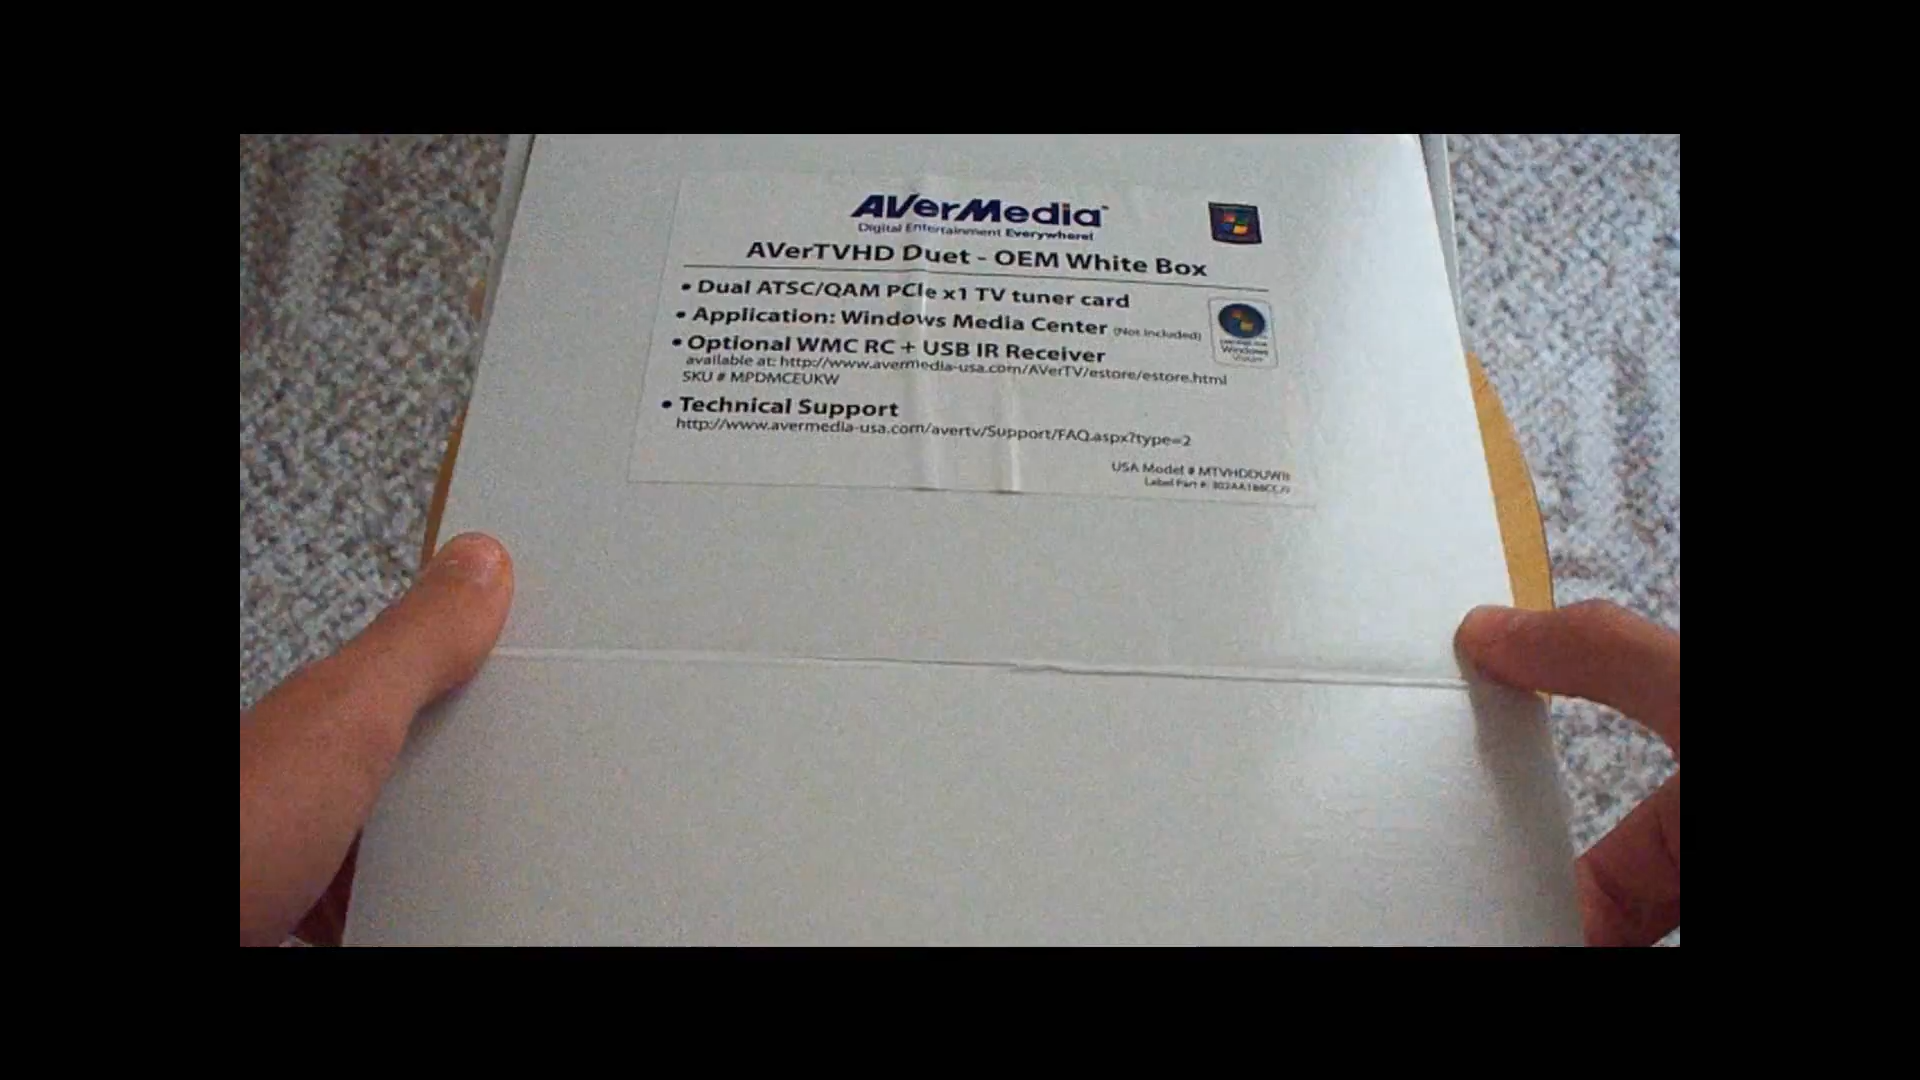 AVerMedia
Digital Entertainment Everywhere!
AVerTVHD Duet - OEM White Box
• Dual ATSC/QAM PCIe x1 TV tuner card
• Application: Windows Media Center (Not Included)
• Optional WMC RC + USB IR Receiver
available at: http://www.avermedia-usa.com/AVerTV/estore/estore.html
SKU # MPDMCEUKW
• Technical Support
http://www.avermedia-usa.com/avertv/Support/FAQ.aspx?type=2
USA Model #
Label Part #:
Windows